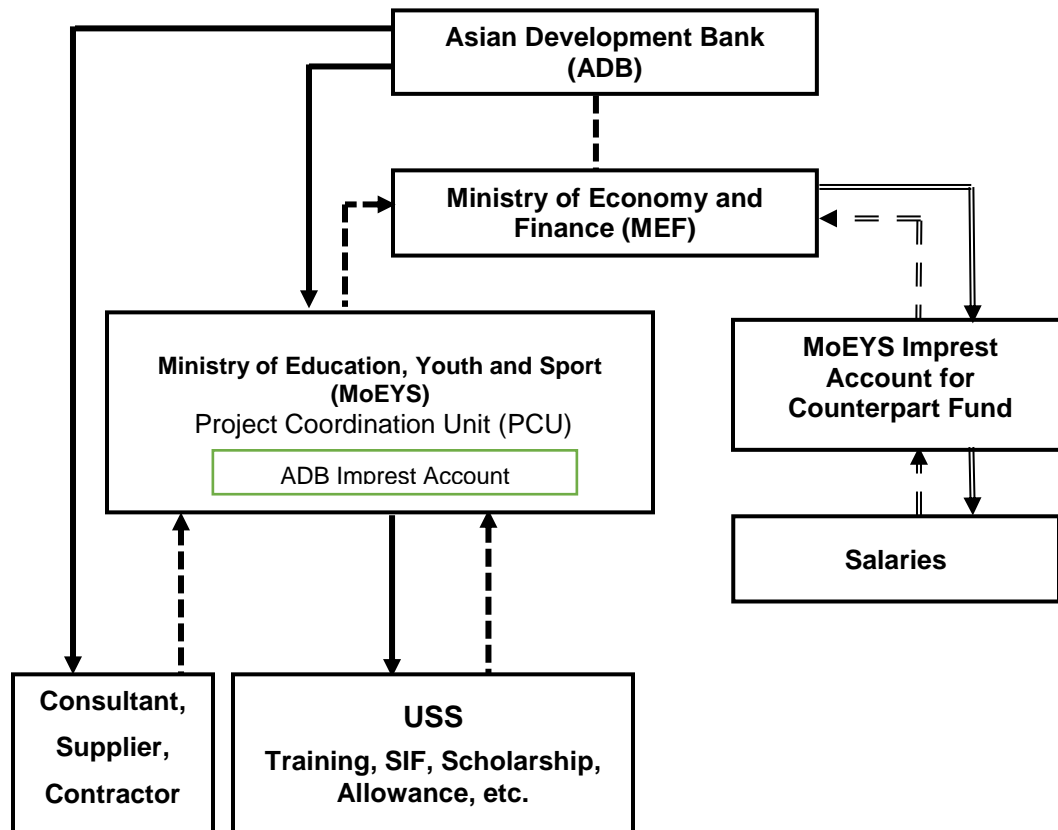 Asian Development Bank
(ADB)
Ministry of Economy and
Finance (MEF)
Ministry of Education, Youth and Sport
(MoEYS)
Project Coordination Unit (PCU)
ADB Imprest Account
MoEYS Imprest
Account for
Counterpart Fund
Salaries
Consultant,
Supplier,
Contractor
USS
Training, SIF, Scholarship,
Allowance, etc.